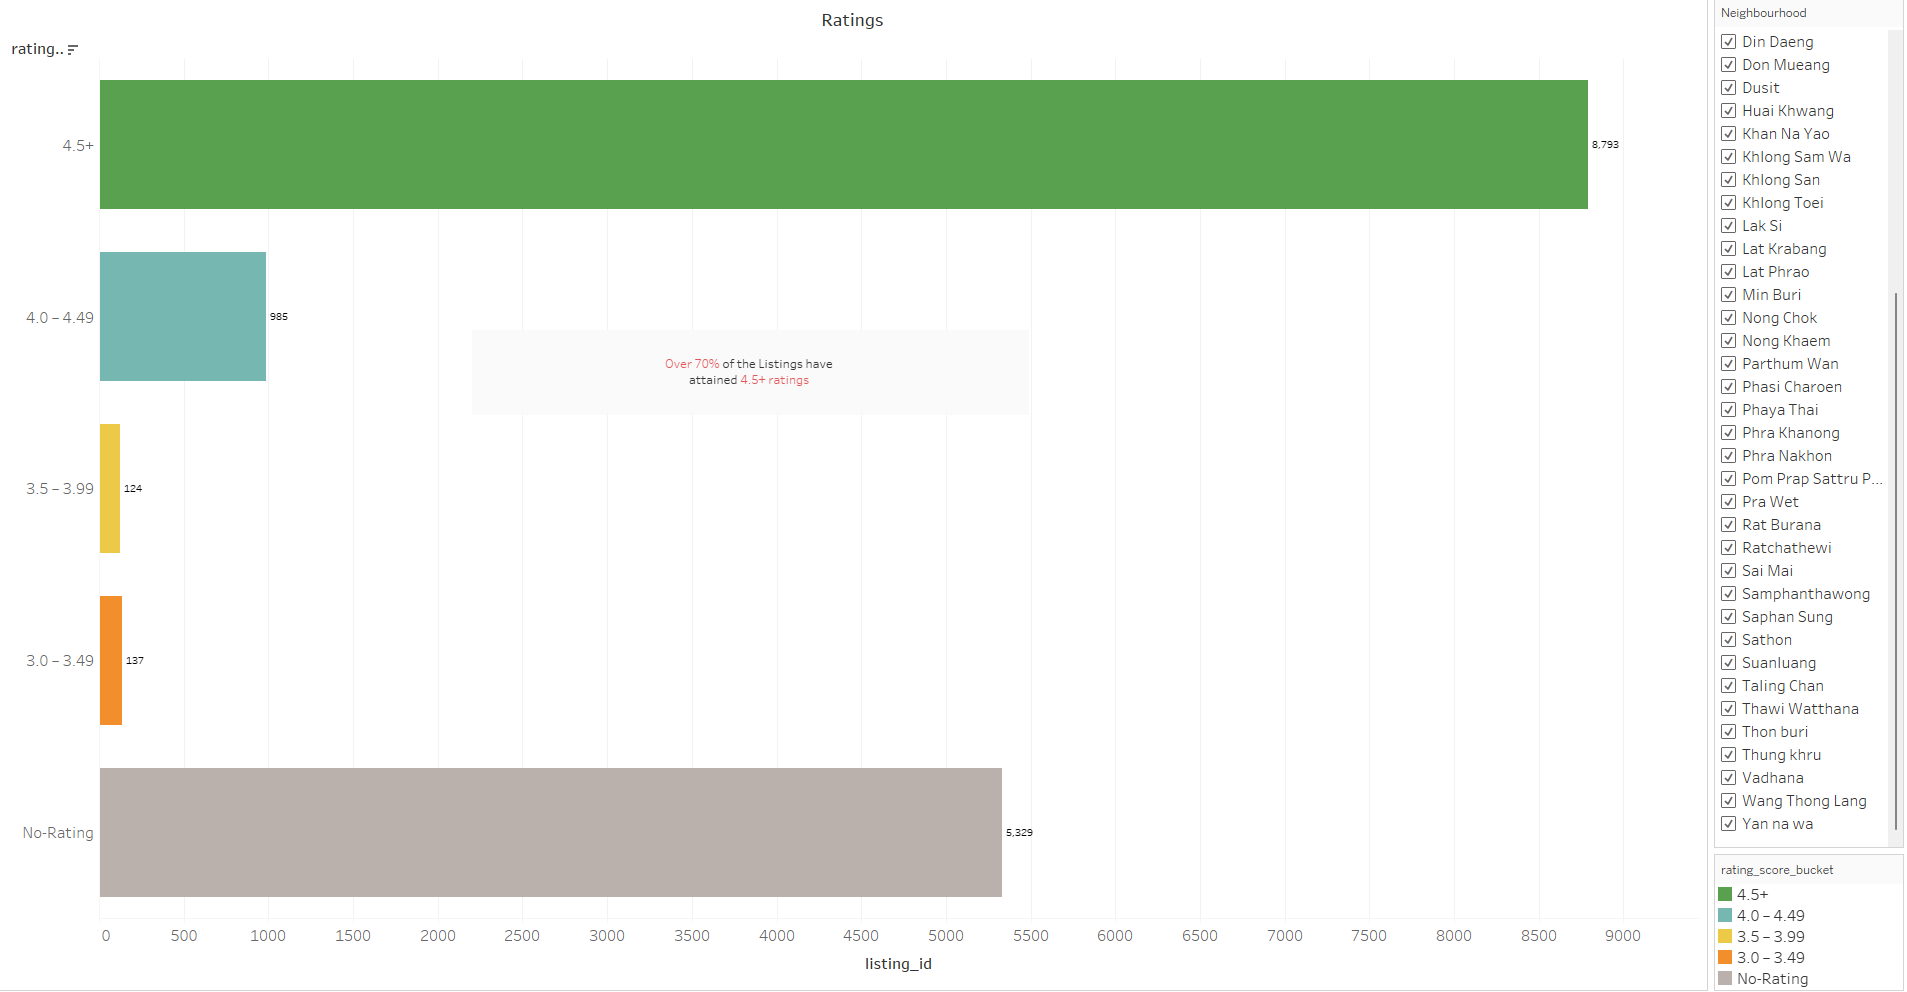 Ratings
rating..
4.5+
8,793
4.0 – 4.49
985
Over 70% of the Listings have
attained 4.5+ ratings
3.5 – 3.99
124
3.0 – 3.49
137
No-Rating
5,329
0 500 1000 1500 2000 2500 3000 3500 4000 4500 5000 5500 6000 6500 7000 7500 8000 8500 9000
listing_id
Neighbourhood
Din Daeng
Don Mueang
Dusit
Huai Khwang
Khan Na Yao
Khlong Sam Wa
Khlong San
Khlong Toei
Lak Si
Lat Krabang
Lat Phrao
Min Buri
Nong Chok
Nong Khaem
Parthum Wan
Phasi Charoen
Phaya Thai
Phra Khanong
Phra Nakhon
Pom Prap Sattru P...
Pra Wet
Rat Burana
Ratchathewi
Sai Mai
Samphanthawong
Saphan Sung
Sathon
Suanluang
Taling Chan
Thawi Watthana
Thon buri
Thung khru
Vadhana
Wang Thong Lang
Yan na wa
rating_score_bucket
4.5+
4.0 – 4.49
3.5 – 3.99
3.0 – 3.49
No-Rating